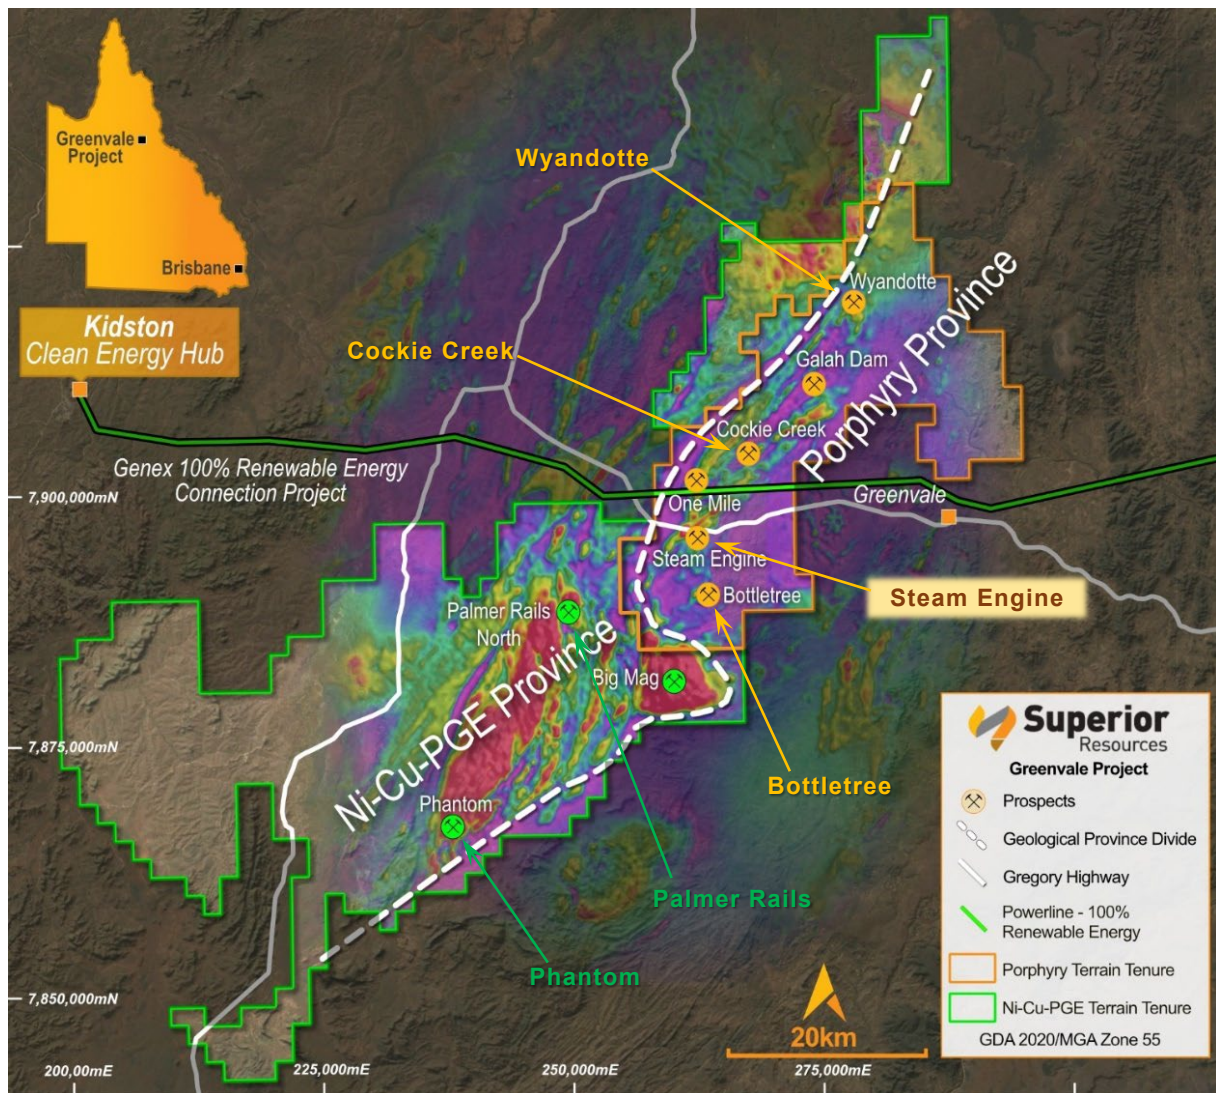 Greenvale
Project
Brisbane
Kidston
Clean Energy Hub
Wyandotte
Wyandotte
Porphyry Province
Cockie Creek
Galah Dam
Cockie Creek
Genex 100% Renewable Energy
Connection Project
7,900,000mN
One Mile
Greenvale
Steam Engine
Steam Engine
Bottletree
Palmer Rails
North
Ni-Cu-PGE Province
Big Mag
7,875,000mN
Bottletree
Phantom
Palmer Rails
Phantom
7,850,000mN
20km
200,00mE
225,000mE
250,000mE
275,000mE
Superior
Resources
Greenvale Project
Prospects
Geological Province Divide
Gregory Highway
Powerline - 100%
Renewable Energy
Porphyry Terrain Tenure
Ni-Cu-PGE Terrain Tenure
GDA 2020/MGA Zone 55